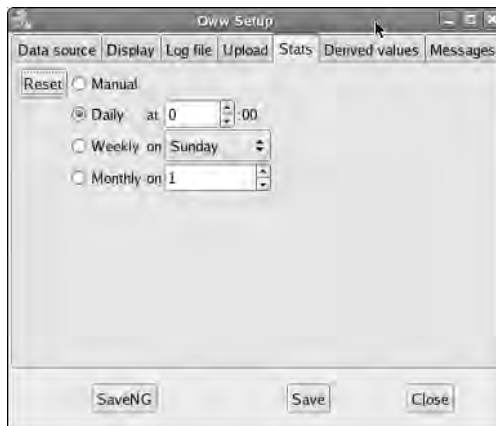 Oww Setup
Data source Display Log file Upload Stats Derived values Messages
Reset Manual
Daily at 0 :00
Weekly on Sunday
Monthly on 1
SaveNG Save Close